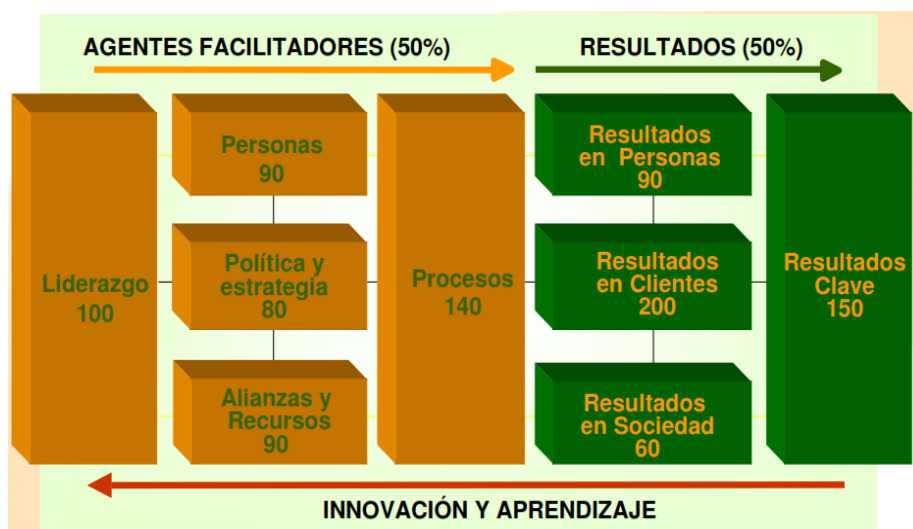 AGENTES FACILITADORES (50%)
RESULTADOS (50%)
Liderazgo
100
Personas
90
Política y
estrategia
80
Alianzas y
Recursos
90
Procesos
140
Resultados
en Personas
90
Resultados
en Clientes
200
Resultados
en Sociedad
60
Resultados
Clave
150
INNOVACIÓN Y APRENDIZAJE